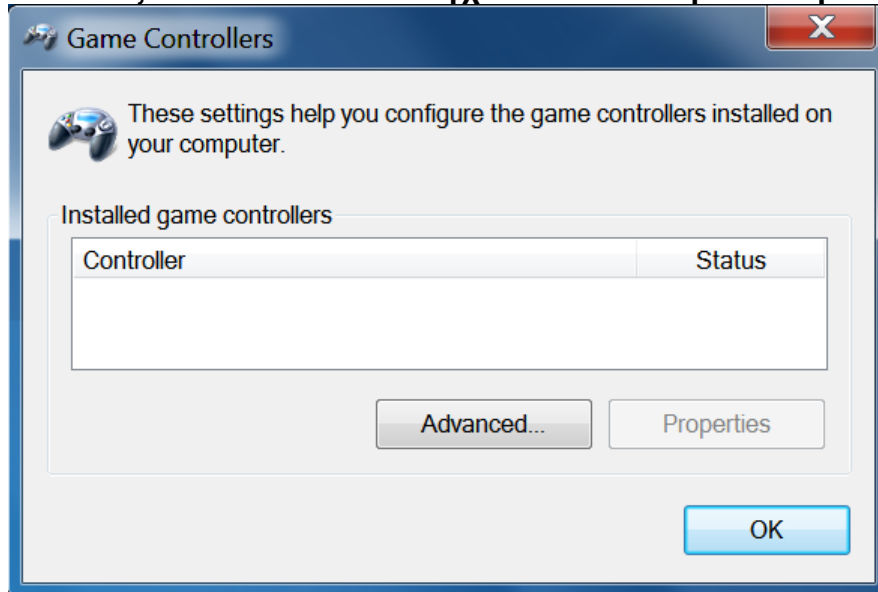 Game Controllers
These settings help you configure the game controllers installed on
your computer.
Installed game controllers
Controller Status
Advanced... Properties
OK